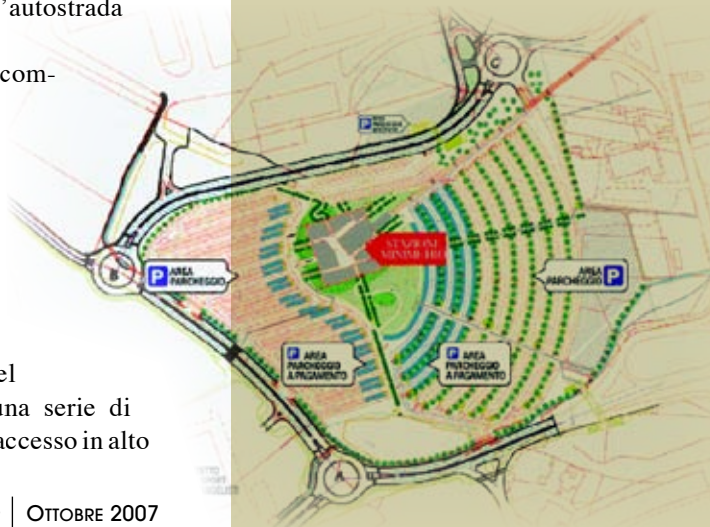 l'autostrada
com-
el
una serie di
accesso in alto
OTTOBRE 2007
C
P
B
P AREA
PARCHEGGIO
STAZIONE
MINIMETRO
AREA P
PARCHEGGIO
P AREA
PARCHEGGIO
A PAGAMENTO
P AREA
PARCHEGGIO
A PAGAMENTO
A